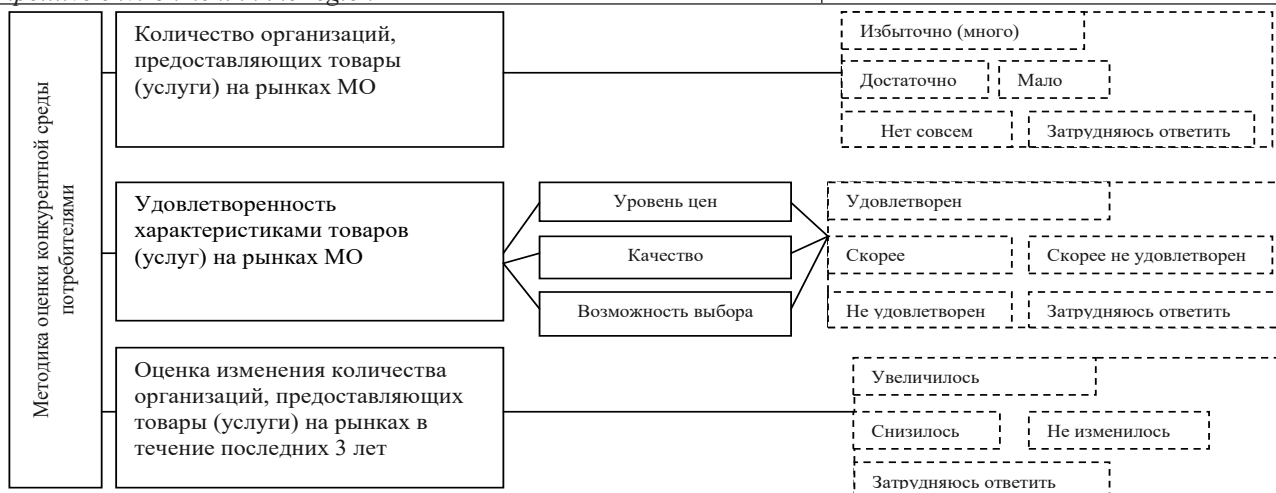 Методика оценки конкурентной среды
потребителями
Количество организаций,
предоставляющих товары
(услуги) на рынках МО
Избыточно (много)
Достаточно
Мало
Нет совсем
Затрудняюсь ответить
Удовлетворенность
характеристиками товаров
(услуг) на рынках МО
Уровень цен
Качество
Возможность выбора
Удовлетворен
Скорее
Скорее не удовлетворен
Не удовлетворен
Затрудняюсь ответить
Оценка изменения количества
организаций, предоставляющих
товары (услуги) на рынках в
течение последних 3 лет
Увеличилось
Снизилось
Не изменилось
Затрудняюсь ответить